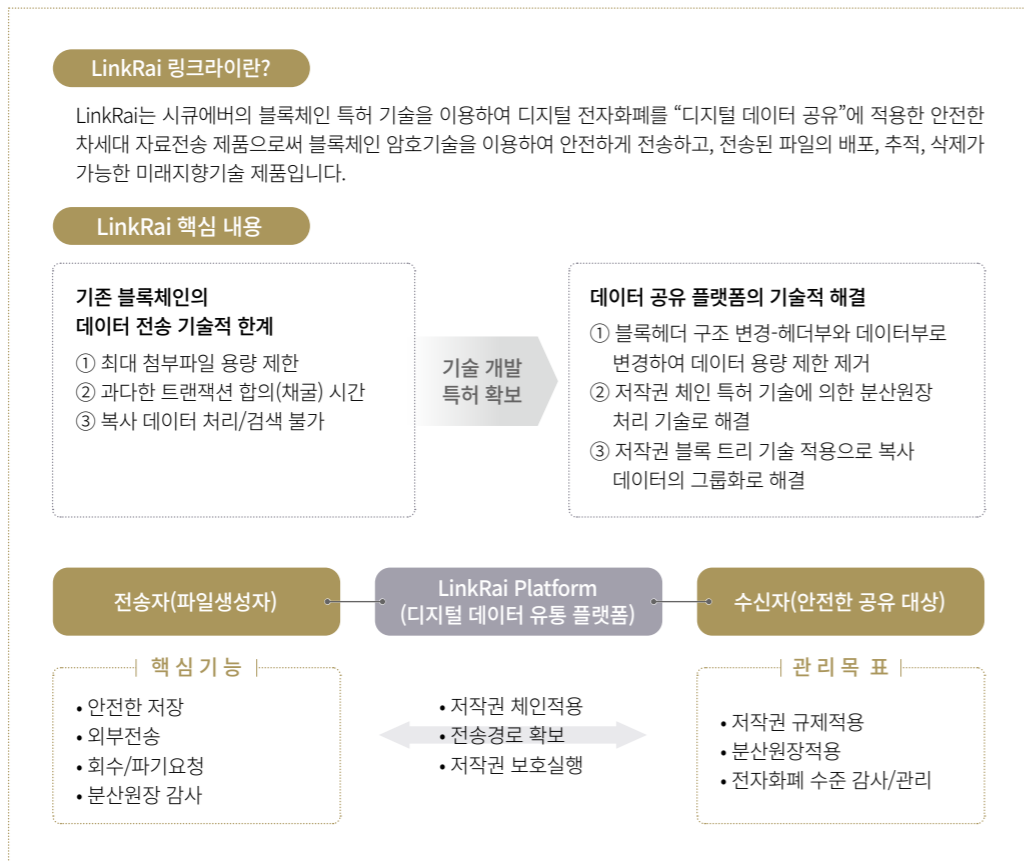 LinkRai 링크라이란?
LinkRai는 시큐에버의 블록체인 특허 기술을 이용하여 디지털 전자화폐를 “디지털 데이터 공유”에 적용한 안전한
차세대 자료전송 제품으로써 블록체인 암호기술을 이용하여 안전하게 전송하고, 전송된 파일의 배포, 추적, 삭제가
가능한 미래지향기술 제품입니다.
LinkRai 핵심 내용
기존 블록체인의
데이터 전송 기술적 한계
① 최대 첨부파일 용량 제한
② 과다한 트랜잭션 합의(채굴) 시간
③ 복사 데이터 처리/검색 불가
기술 개발
특허 확보
데이터 공유 플랫폼의 기술적 해결
① 블록헤더 구조 변경-헤더부와 데이터부로
변경하여 데이터 용량 제한 제거
② 저작권 체인 특허 기술에 의한 분산원장
처리 기술로 해결
③ 저작권 블록 트리 기술 적용으로 복사
데이터의 그룹화로 해결
전송자(파일생성자)
LinkRai Platform
(디지털 데이터 유통 플랫폼)
수신자(안전한 공유 대상)
핵심기능
• 안전한 저장
• 외부전송
• 회수/파기요청
• 분산원장 감사
• 저작권 체인적용
• 전송경로 확보
• 저작권 보호실행
관리목 표
• 저작권 규제적용
• 분산원장적용
• 전자화폐 수준 감사/관리